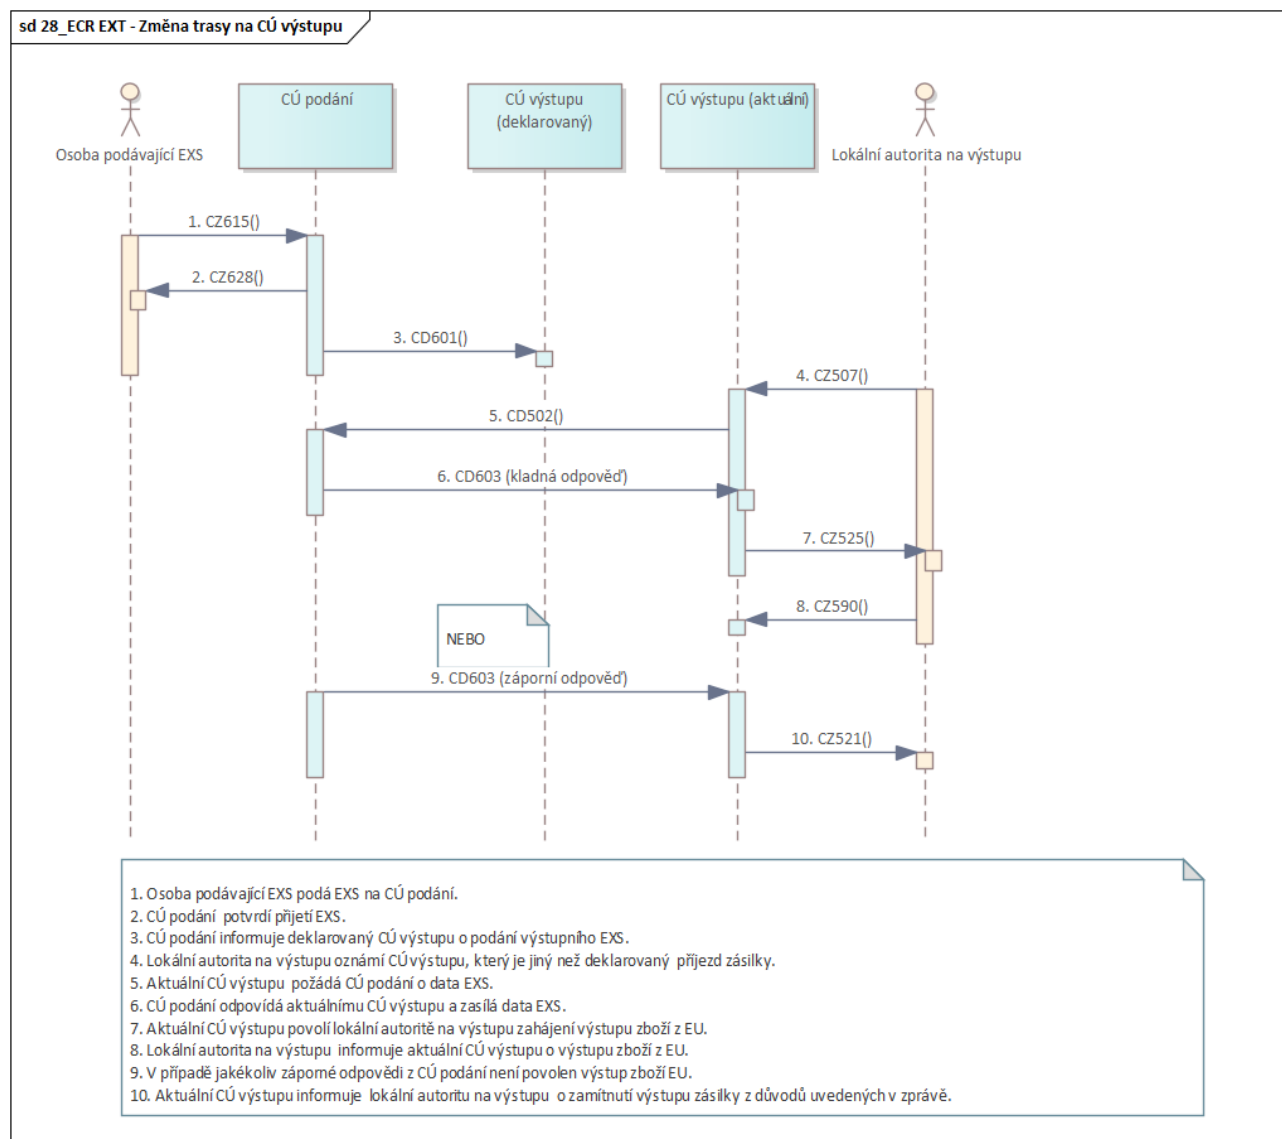 sd 28_ECR EXT - Změna trasy na CÚ výstupu
CÚ podání
CÚ výstupu
(deklarovaný)
CÚ výstupu (aktuální)
Osoba podávající EXS
Lokální autorita na výstupu
1. CZ615()
2. CZ628()
3. CD601()
4. CZ507()
5. CD502()
6. CD603 (kladná odpověď)
7. CZ525()
8. CZ590()
NEBO
9. CD603 (záporní odpověď)
10. CZ521()
1. Osoba podávající EXS podá EXS na CÚ podání.
2. CÚ podání potvrdí přijetí EXS.
3. CÚ podání informuje deklarovaný CÚ výstupu o podání výstupního EXS.
4. Lokální autorita na výstupu oznámí CÚ výstupu, který je jiný než deklarovaný příjezd zásilky.
5. Aktuální CÚ výstupu požádá CÚ podání o data EXS.
6. CÚ podání odpovídá aktuálnímu CÚ výstupu a zasílá data EXS.
7. Aktuální CÚ výstupu povolí lokální autoritě na výstupu zahájení výstupu zboží z EU.
8. Lokální autorita na výstupu informuje aktuální CÚ výstupu o výstupu zboží z EU.
9. V případě jakékoliv záporné odpovědi z CÚ podání není povolen výstup zboží EU.
10. Aktuální CÚ výstupu informuje lokální autoritu na výstupu o zamítnutí výstupu zásilky z důvodů uvedených v zprávě.